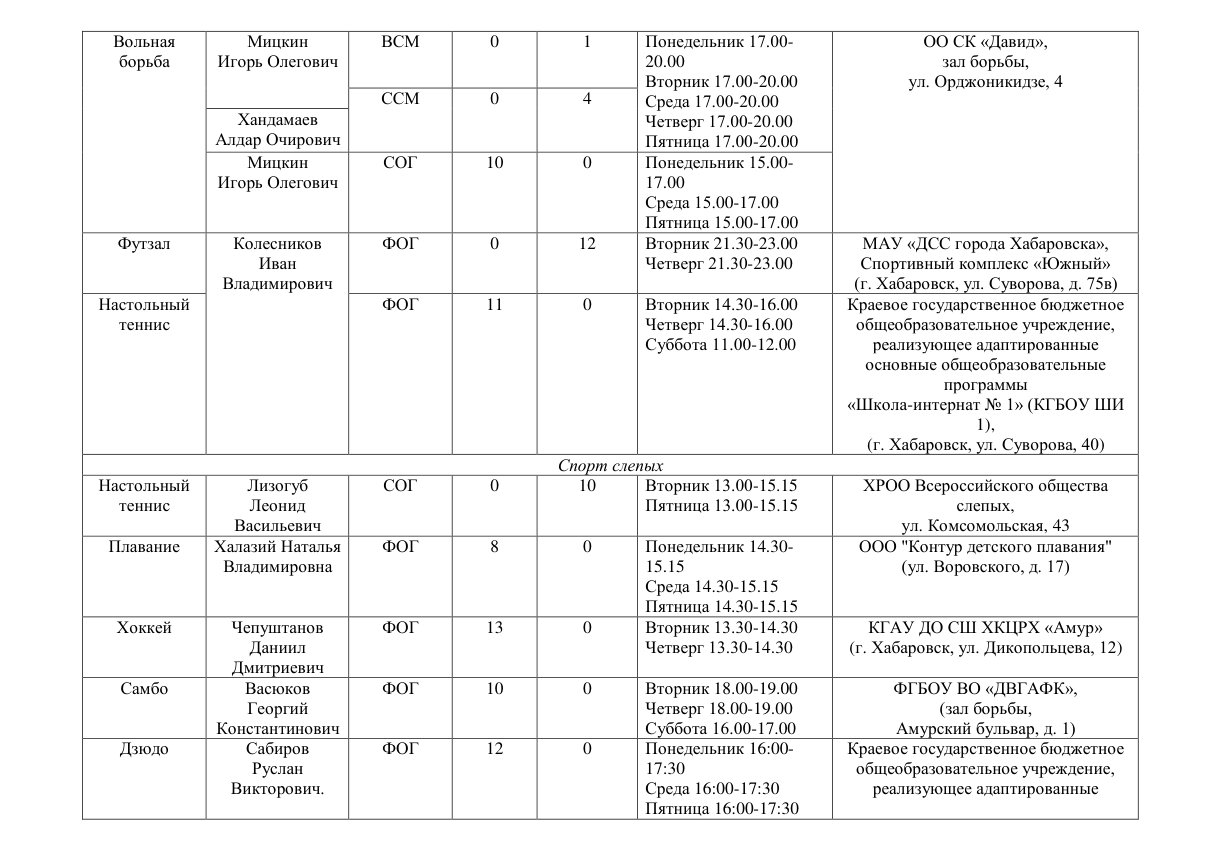 Вольная
борьба
Мицкин
Игорь Олегович
ВСМ
0
1
Понедельник 17.00-
20.00
Вторник 17.00-20.00
Среда 17.00-20.00
Четверг 17.00-20.00
Пятница 17.00-20.00
ОО СК «Давид»,
зал борьбы,
ул. Орджоникидзе, 4
ССМ
0
4
Хандамаев
Алдар Очирович
Мицкин
Игорь Олегович
СОГ
10
0
Понедельник 15.00-
17.00
Среда 15.00-17.00
Пятница 15.00-17.00
Футзал
Колесников
Иван
Владимирович
ФОГ
0
12
Вторник 21.30-23.00
Четверг 21.30-23.00
МАУ «ДСС города Хабаровска»,
Спортивный комплекс «Южный»
(г. Хабаровск, ул. Суворова, д. 75в)
Настольный
теннис
ФОГ
11
0
Вторник 14.30-16.00
Четверг 14.30-16.00
Суббота 11.00-12.00
Краевое государственное бюджетное
общеобразовательное учреждение,
реализующее адаптированные
основные общеобразовательные
программы
«Школа-интернат № 1» (КГБОУ ШИ
1),
(г. Хабаровск, ул. Суворова, 40)
Спорт слепых
Настольный
теннис
Лизогуб
Леонид
Васильевич
СОГ
0
10
Вторник 13.00-15.15
Пятница 13.00-15.15
ХРОО Всероссийского общества
слепых,
ул. Комсомольская, 43
Плавание
Халазий Наталья
Владимировна
ФОГ
8
0
Понедельник 14.30-
15.15
Среда 14.30-15.15
Пятница 14.30-15.15
ООО "Контур детского плавания"
(ул. Воровского, д. 17)
Хоккей
Чепуштанов
Даниил
Дмитриевич
ФОГ
13
0
Вторник 13.30-14.30
Четверг 13.30-14.30
КГАУ ДО СШ ХКЦРХ «Амур»
(г. Хабаровск, ул. Дикопольцева, 12)
Самбо
Васюков
Георгий
Константинович
ФОГ
10
0
Вторник 18.00-19.00
Четверг 18.00-19.00
Суббота 16.00-17.00
ФГБОУ ВО «ДВГАФК»,
(зал борьбы,
Амурский бульвар, д. 1)
Дзюдо
Сабиров
Руслан
Викторович.
ФОГ
12
0
Понедельник 16:00-
17:30
Среда 16:00-17:30
Пятница 16:00-17:30
Краевое государственное бюджетное
общеобразовательное учреждение,
реализующее адаптированные